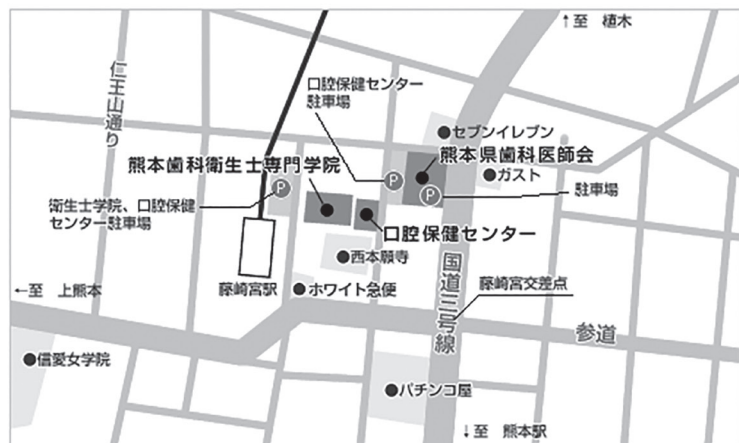 ↑至 植木
仁王山通り
口腔保健センター
駐車場
P
セブンイレブン
熊本県歯科医師会
ガスト
P
駐車場
熊本歯科衛生士専門学院
P
衛生士学院、口腔保健
センター駐車場
口腔保健センター
西本願寺
藤崎宮駅
ホワイト急便
国道三号線
藤崎宮交差点
←至 上熊本
参道
信愛女学院
パチンコ屋
↓至 熊本駅